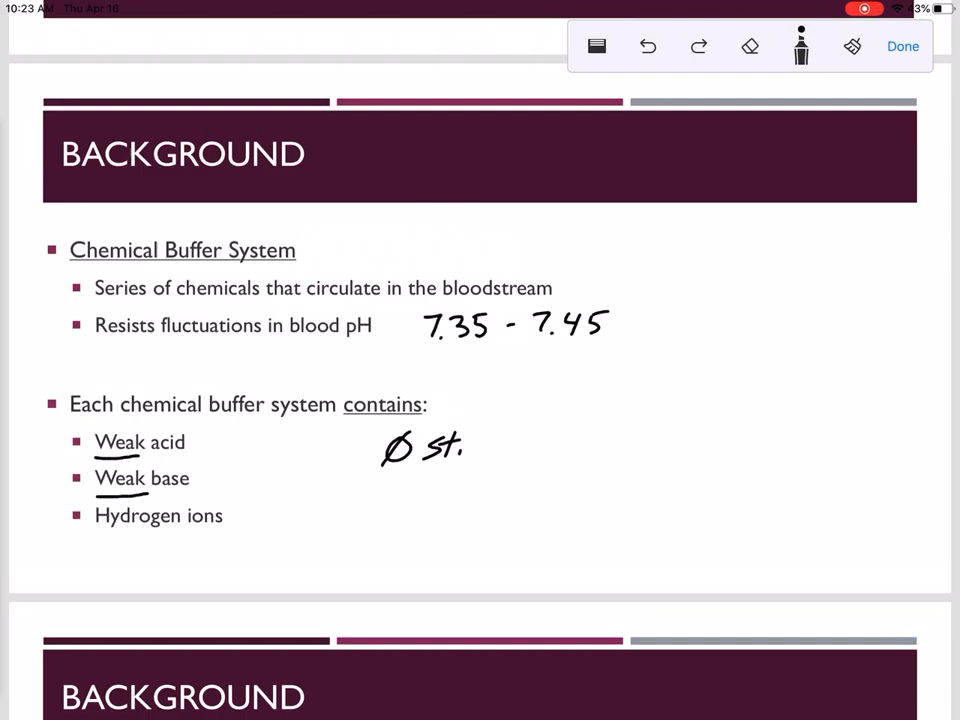 10:23 AM Thu Apr 16
43%
Done
BACKGROUND
Chemical Buffer System
Series of chemicals that circulate in the bloodstream
Resists fluctuations in blood pH 7.35 - 7.45
Each chemical buffer system contains:
Weak acid
Ø st.
Weak base
Hydrogen ions
BACKGROUND